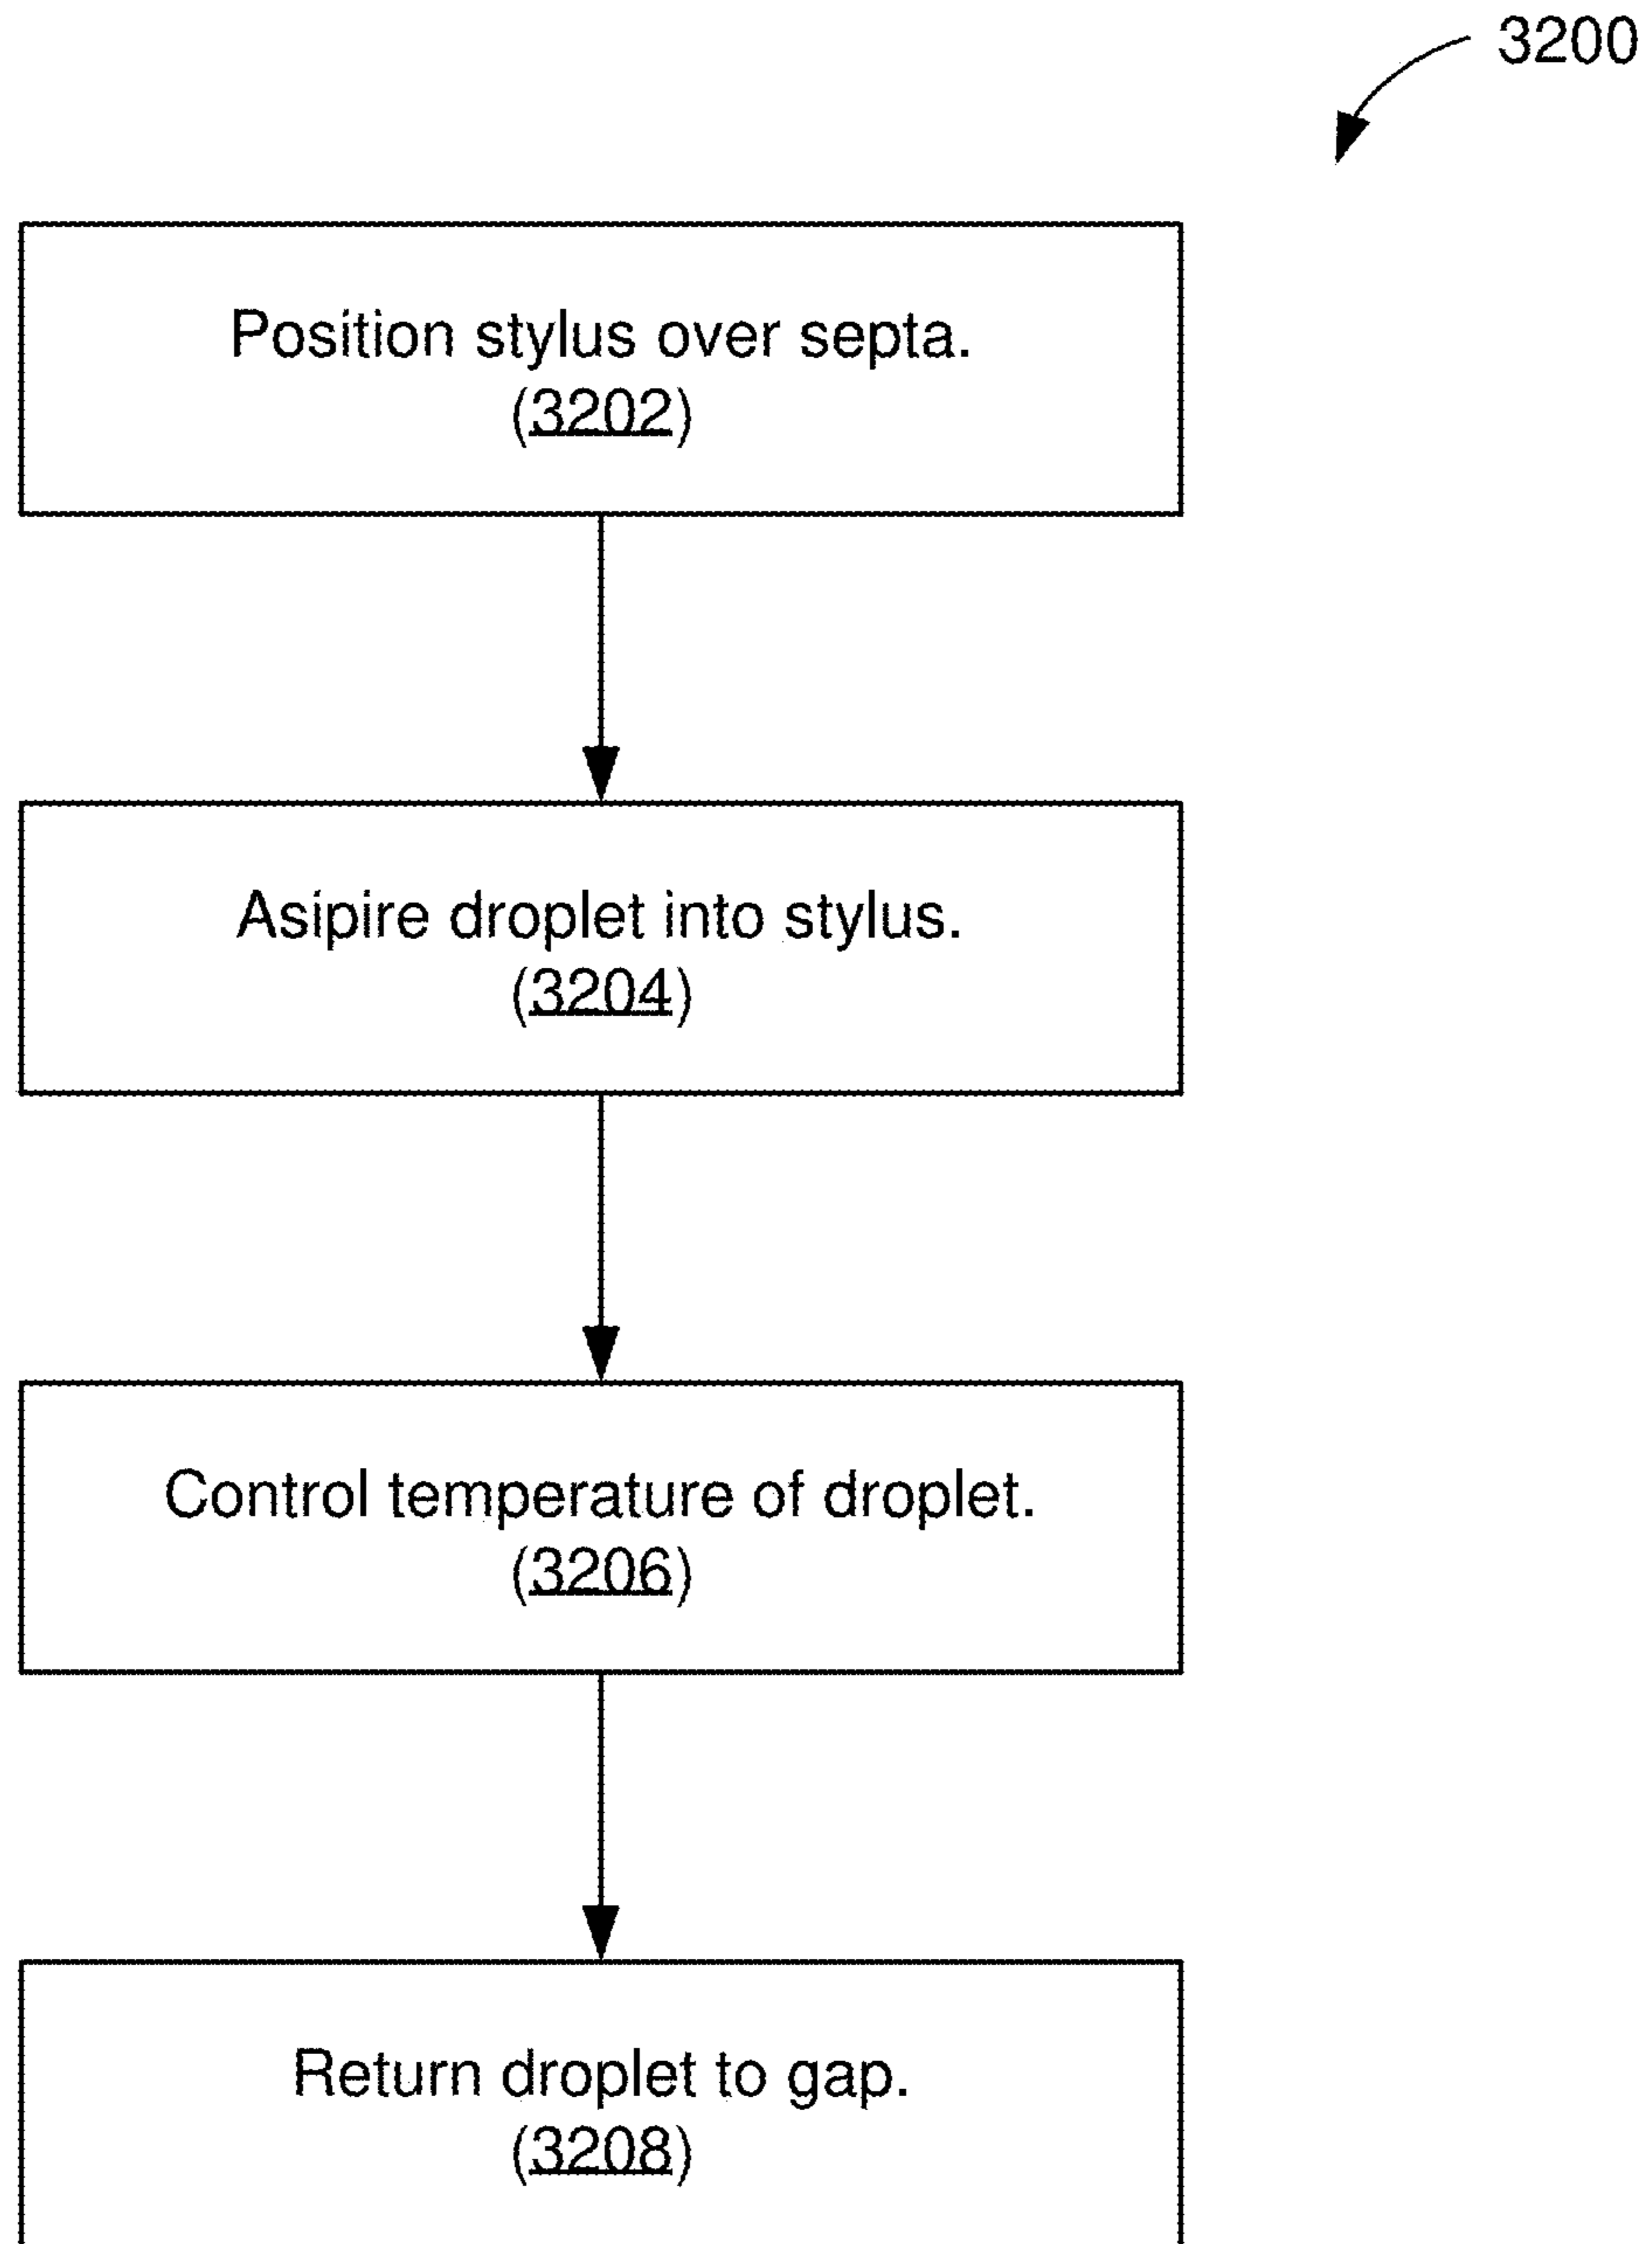 3200
Position stylus over septa.
(3202)
Asipire droplet into stylus.
(3204)
Control temperature of droplet.
(3206)
Return droplet to gap.
(3208)